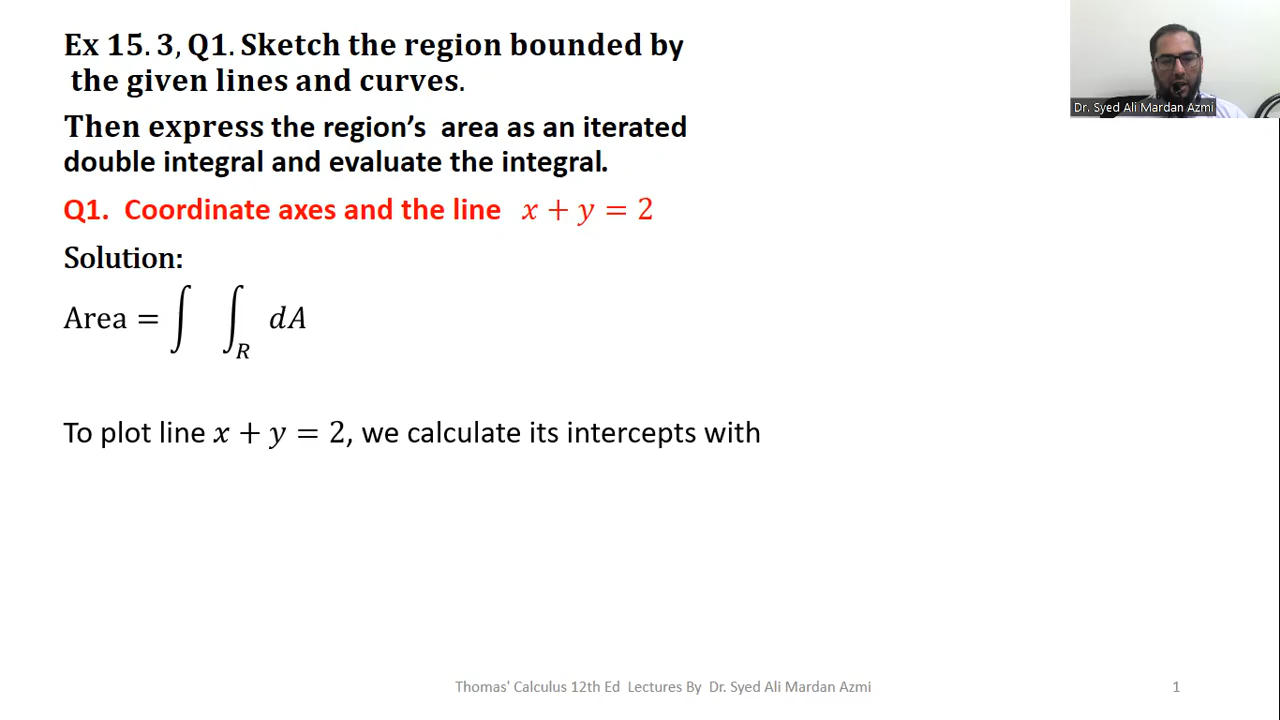 Ex 15. 3, Q1. Sketch the region bounded by
the given lines and curves.
Then express the region’s area as an iterated
double integral and evaluate the integral.
Q1. Coordinate axes and the line x + y = 2
Solution:
Area = ∫ ∫_R dA
To plot line x + y = 2, we calculate its intercepts with
Dr. Syed Ali Mardan Azmi
Thomas' Calculus 12th Ed Lectures By Dr. Syed Ali Mardan Azmi
1